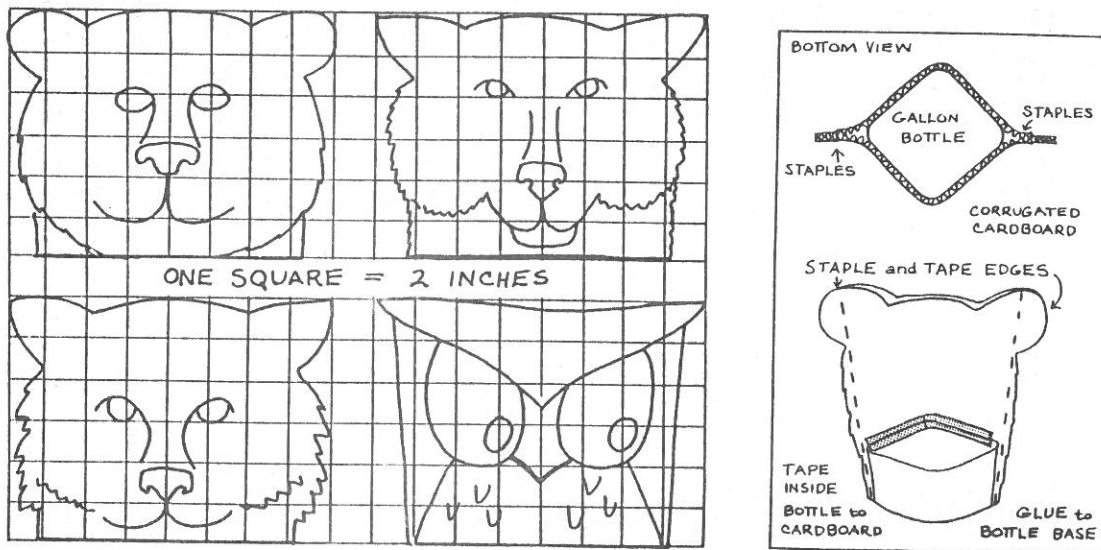 ONE SQUARE = 2 INCHES
BOTTOM VIEW
GALLON
BOTTLE
STAPLES
STAPLES
CORRUGATED
CARDBOARD
STAPLE and TAPE EDGES
TAPE
INSIDE
BOTTLE to
CARDBOARD
GLUE to
BOTTLE BASE